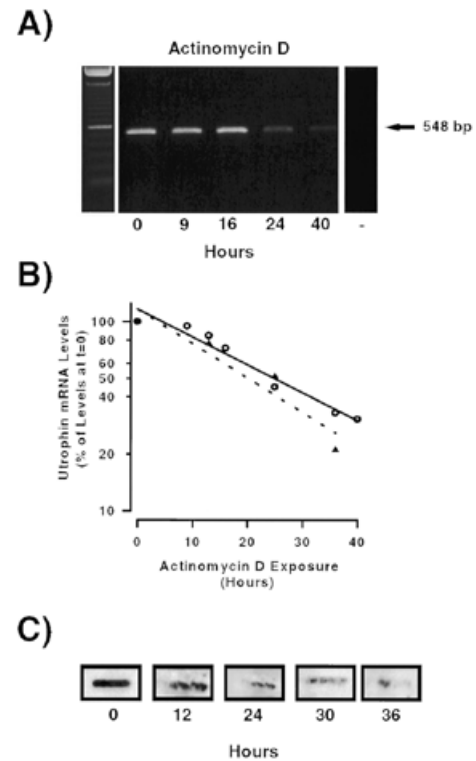 A)
Actinomycin D
548 bp
0 9 16 24 40 -
Hours
B)
Utrophin mRNA Levels
(% of Levels at t=0)
100
80
60
50
40
20
10
0 10 20 30 40
Actinomycin D Exposure
(Hours)
C)
0 12 24 30 36
Hours